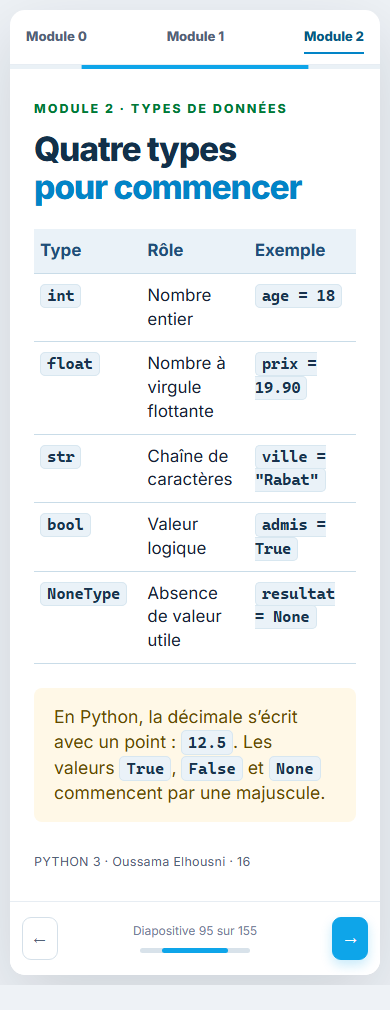 Module 0 Module 1 Module 2
MODULE 2 · TYPES DE DONNÉES
Quatre types
pour commencer
Type Rôle Exemple
int Nombre entier age = 18
float Nombre à virgule flottante prix = 19.90
str Chaîne de caractères ville = "Rabat"
bool Valeur logique admis = True
NoneType Absence de valeur utile resultat = None
En Python, la décimale s’écrit
avec un point : 12.5. Les
valeurs True, False et None
commencent par une majuscule.
PYTHON 3 · Oussama Elhousni · 16
← Diapositive 95 sur 155 →